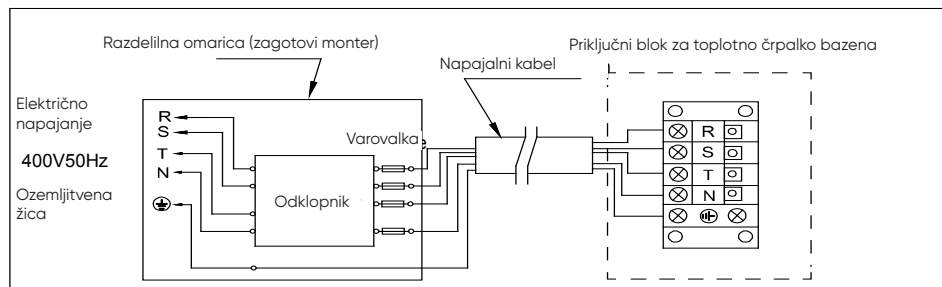 Razdelilna omarica (zagotovi monter)
Napajalni kabel
Priključni blok za toplotno črpalko bazena
Električno
napajanje
400V50Hz
Ozemljitvena
žica
R
S
T
N
Varovalka
Odklopnik
R
S
T
N